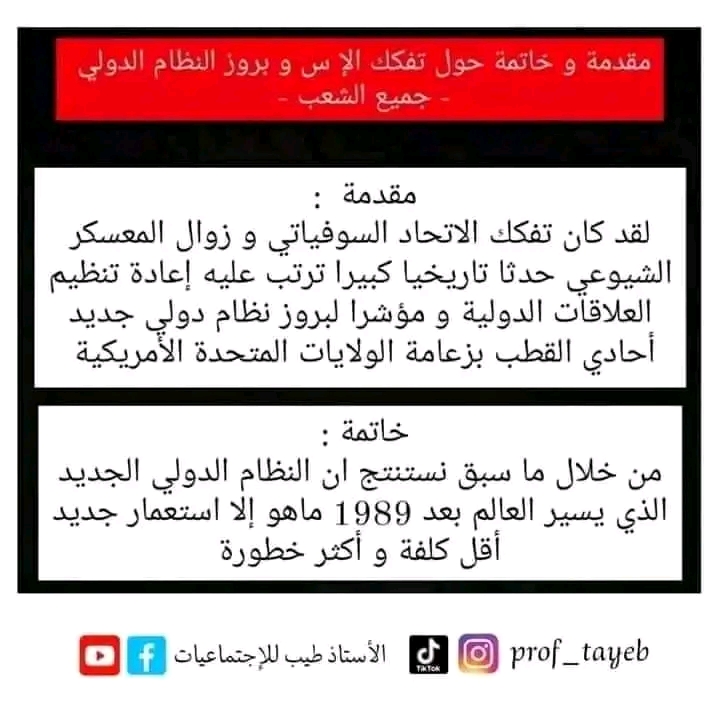 مقدمة و خاتمة حول تفكك الإ س و بروز النظام الدولي
- جميع الشعب -
مقدمة :
لقد كان تفكك الاتحاد السوفياتي و زوال المعسكر
الشيوعي حدثا تاريخيا كبيرا ترتب عليه إعادة تنظيم
العلاقات الدولية و مؤشرا لبروز نظام دولي جديد
أحادي القطب بزعامة الولايات المتحدة الأمريكية
خاتمة :
من خلال ما سبق نستنتج ان النظام الدولي الجديد
الذي يسير العالم بعد 1989 ماهو إلا استعمار جديد
أقل كلفة و أكثر خطورة
الأستاذ طيب للإجتماعيات TikTok prof_tayeb